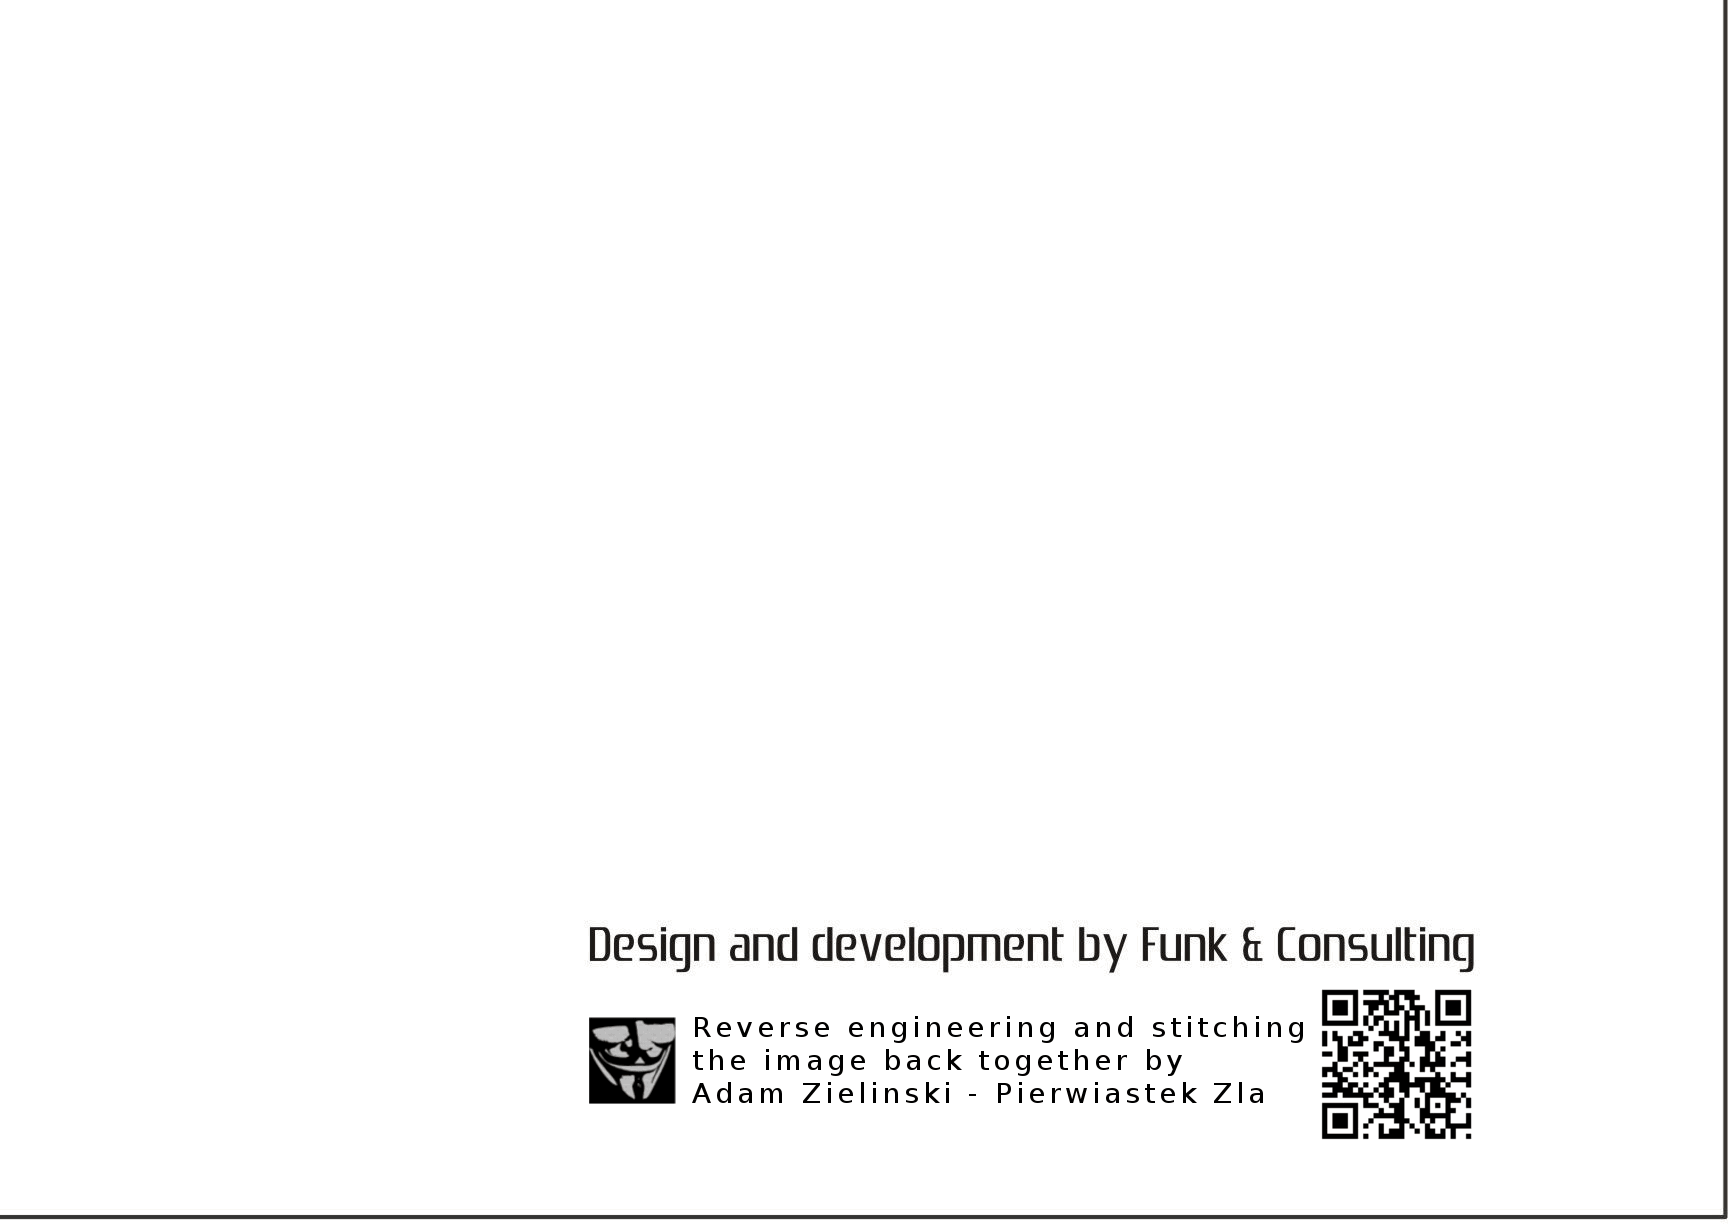 Design and development by Funk & Consulting
Reverse engineering and stitching
the image back together by
Adam Zielinski - Pierwiastek Zla